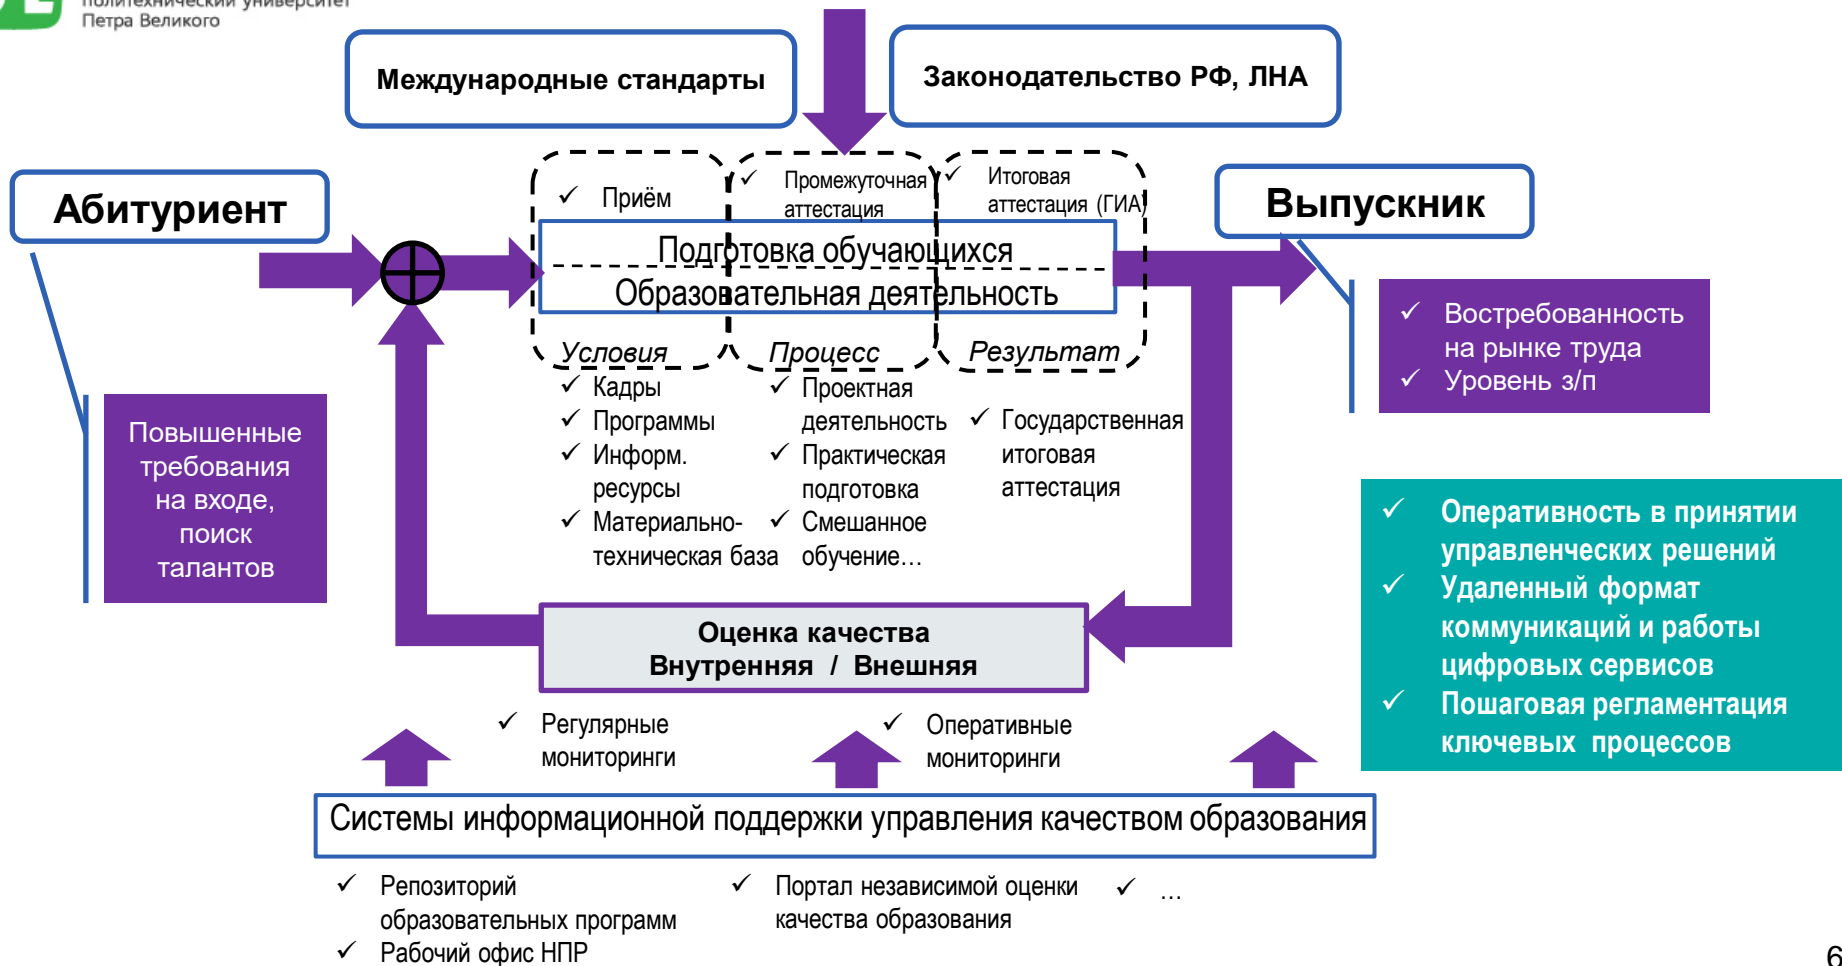 политехнический университет
Петра Великого
Международные стандарты
Законодательство РФ, ЛНА
Абитуриент
Выпускник
✓ Приём
✓ Промежуточная
аттестация
✓ Итоговая
аттестация (ГИА)
Подготовка обучающихся
Образовательная деятельность
Условия
Процесс
Результат
✓ Кадры
✓ Программы
✓ Информ.
ресурсы
✓ Материально-
техническая база
✓ Проектная
деятельность
✓ Практическая
подготовка
✓ Смешанное
обучение…
✓ Государственная
итоговая
аттестация
✓ Востребованность
на рынке труда
✓ Уровень з/п
Повышенные
требования
на входе,
поиск
талантов
✓ Оперативность в принятии
управленческих решений
✓ Удаленный формат
коммуникаций и работы
цифровых сервисов
✓ Пошаговая регламентация
ключевых процессов
Оценка качества
Внутренняя / Внешняя
✓ Регулярные
мониторинги
✓ Оперативные
мониторинги
Системы информационной поддержки управления качеством образования
✓ Репозиторий
образовательных программ
✓ Рабочий офис НПР
✓ Портал независимой оценки
качества образования
✓ …
6